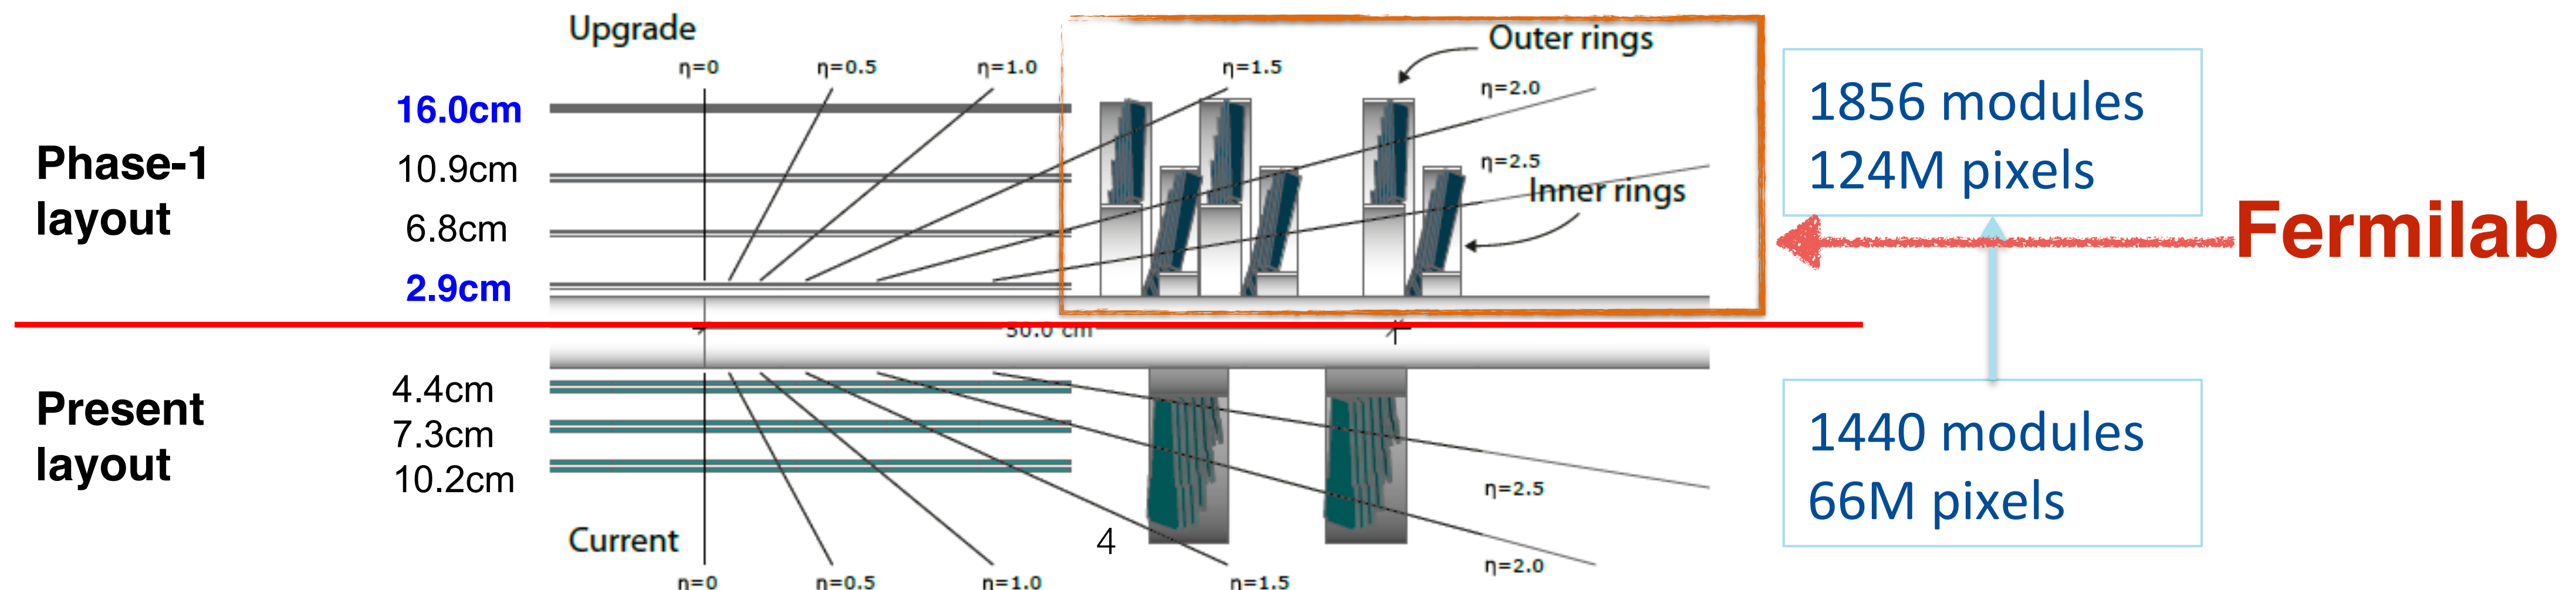 Upgrade
η=0
η=0.5
η=1.0
η=1.5
Outer rings
η=2.0
η=2.5
Inner rings
Phase-1
layout
16.0cm
10.9cm
6.8cm
2.9cm
1856 modules
124M pixels
Fermilab
50.0 cm
Present
layout
4.4cm
7.3cm
10.2cm
η=2.5
η=2.0
Current
4
η=0
η=0.5
η=1.0
η=1.5
1440 modules
66M pixels